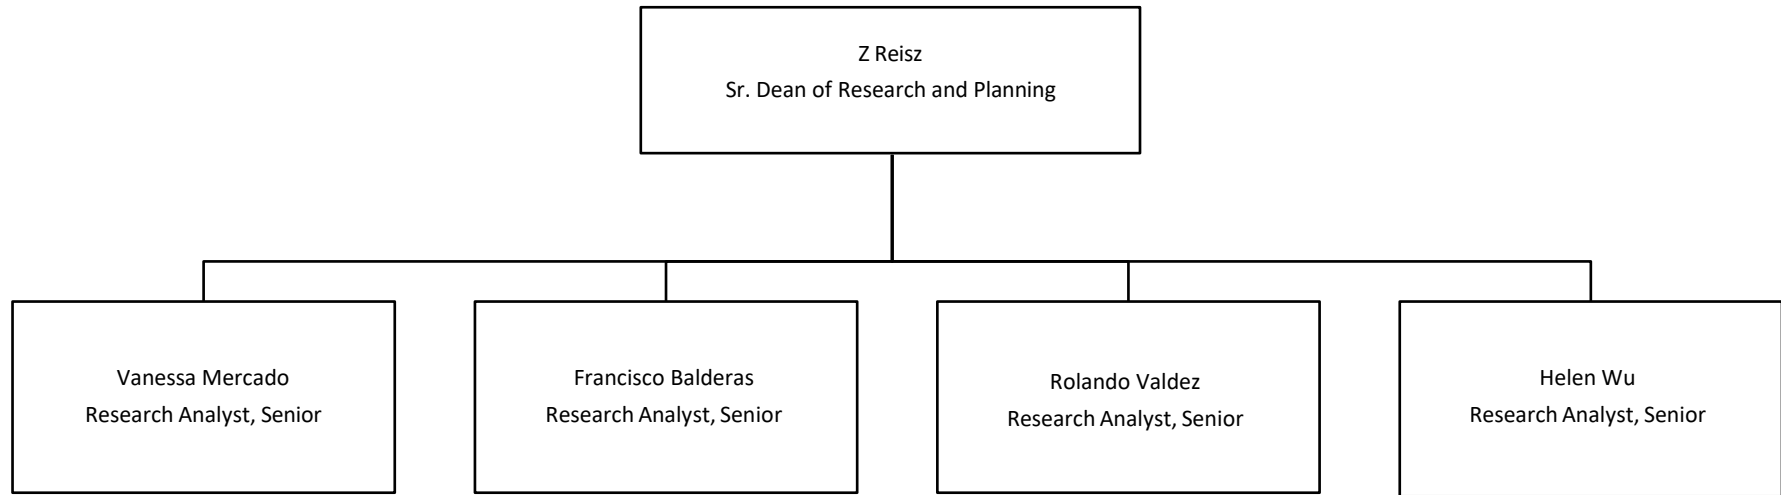 Z Reisz
Sr. Dean of Research and Planning
Vanessa Mercado
Research Analyst, Senior
Francisco Balderas
Research Analyst, Senior
Rolando Valdez
Research Analyst, Senior
Helen Wu
Research Analyst, Senior